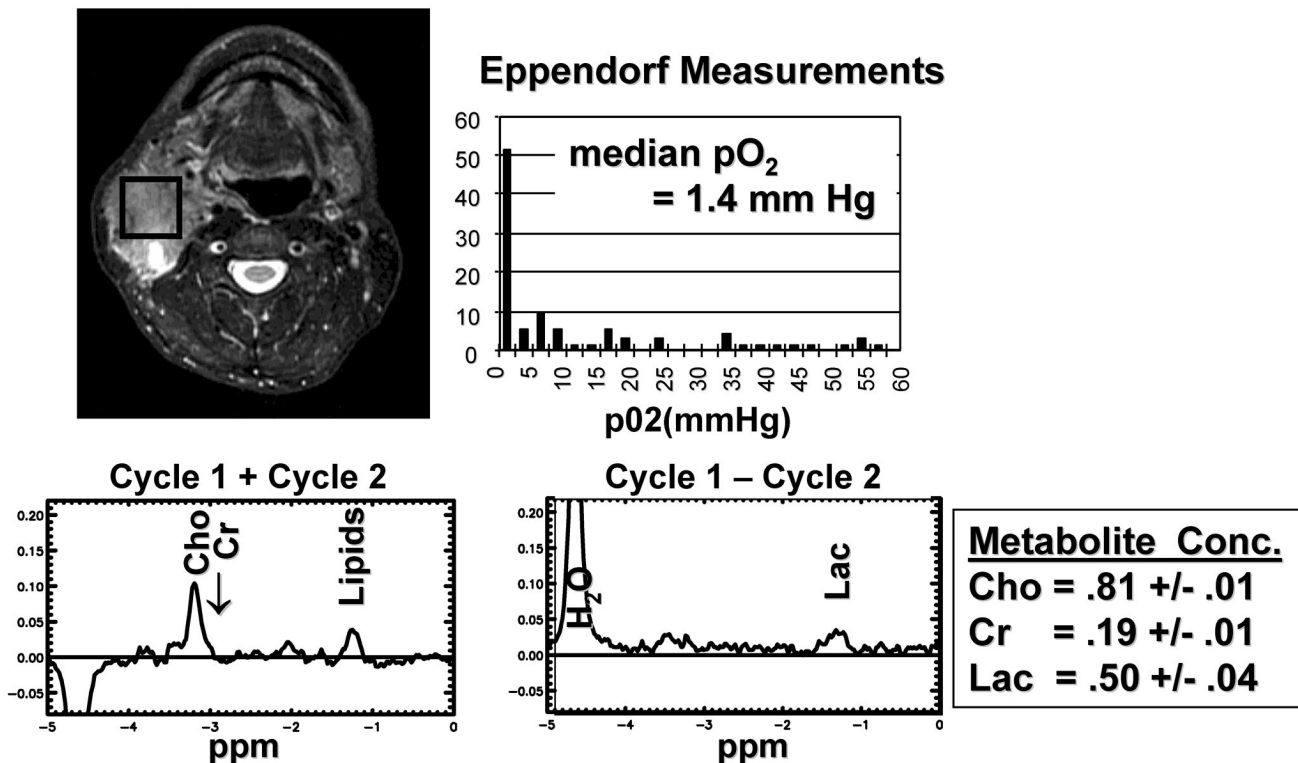 Eppendorf Measurements
60
50
40
30
20
10
0
median pO₂
= 1.4 mm Hg
0 5 10 15 20 25 30 35 40 45 50 55 60
p02(mmHg)
Cycle 1 + Cycle 2
0.20
0.15
0.10
0.05
0.00
−0.05
Cho
Cr
Lipids
−5 −4 −3 −2 −1 0
ppm
Cycle 1 – Cycle 2
0.20
0.15
0.10
0.05
0.00
−0.05
H₂O
Lac
−5 −4 −3 −2 −1 0
ppm
Metabolite Conc.
Cho = .81 +/- .01
Cr = .19 +/- .01
Lac = .50 +/- .04